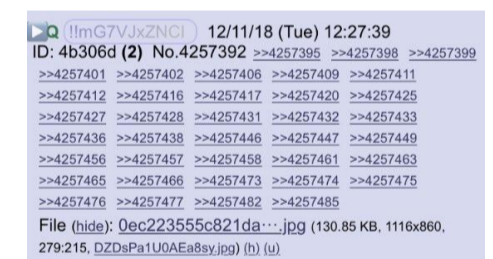 Q (!!mG7VJxZNCI) 12/11/18 (Tue) 12:27:39
ID: 4b306d (2) No.4257392 >>4257395 >>4257398 >>4257399
>>4257401 >>4257402 >>4257406 >>4257409 >>4257411
>>4257412 >>4257416 >>4257417 >>4257420 >>4257425
>>4257427 >>4257428 >>4257431 >>4257432 >>4257433
>>4257436 >>4257438 >>4257446 >>4257447 >>4257449
>>4257456 >>4257457 >>4257458 >>4257461 >>4257463
>>4257465 >>4257466 >>4257473 >>4257474 >>4257475
>>4257476 >>4257477 >>4257482 >>4257485
File (hide): 0ec223555c821da⋯.jpg (130.85 KB, 1116x860,
279:215, DZDsPa1U0AEa8sy.jpg) (h) (u)